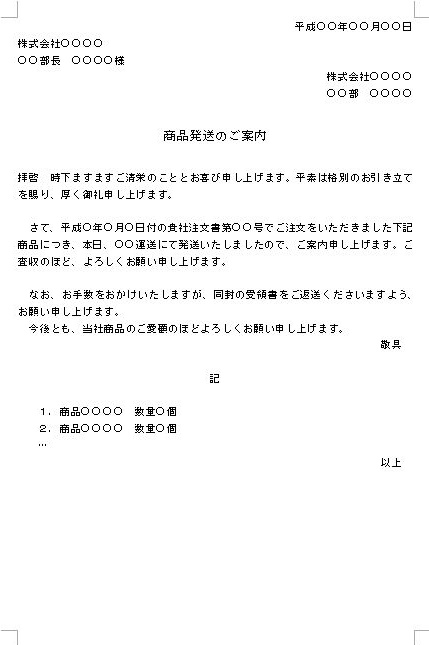 平成〇〇年〇〇月〇〇日
株式会社〇〇〇〇
〇〇部長　〇〇〇〇様
株式会社〇〇〇〇
〇〇部　〇〇〇〇
商品発送のご案内
拝啓　時下ますますご清栄のこととお喜び申し上げます。平素は格別のお引き立て
を賜り、厚く御礼申し上げます。
さて、平成〇年〇月〇日付の貴社注文書第〇〇号でご注文をいただきました下記
商品につき、本日、〇〇運送にて発送いたしましたので、ご案内申し上げます。ご
査収のほど、よろしくお願い申し上げます。
なお、お手数をおかけいたしますが、同封の受領書をご返送くださいますよう、
お願い申し上げます。
今後とも、当社商品のご愛顧のほどよろしくお願い申し上げます。
敬具
記
１．商品〇〇〇〇　数量〇個
２．商品〇〇〇〇　数量〇個
…
以上